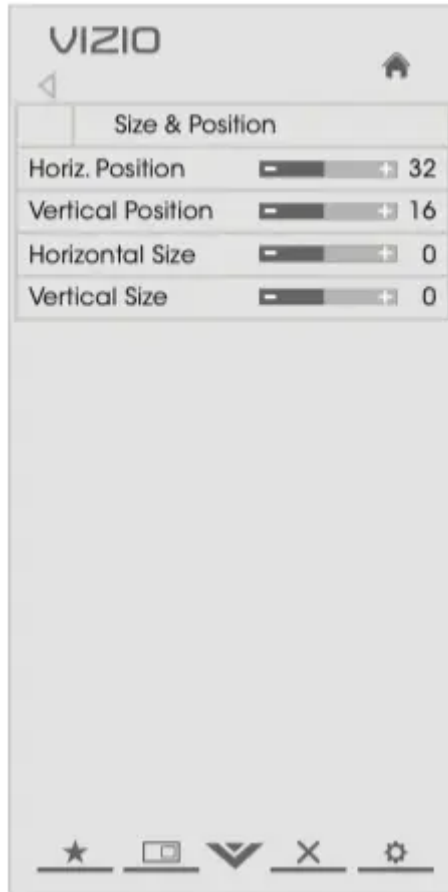 VIZIO
Size & Position
Horiz. Position - + 32
Vertical Position - + 16
Horizontal Size - + 0
Vertical Size - + 0